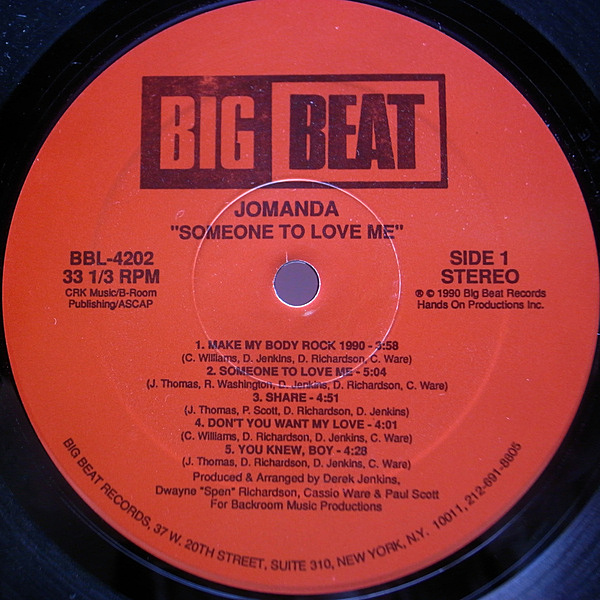 BIG BEAT
JOMANDA
"SOMEONE TO LOVE ME"
BBL-4202
33 1/3 RPM
CRK Music/B-Room
Publishing/ASCAP
SIDE 1
STEREO
℗ © 1990 Big Beat Records
Hands On Productions Inc.
1. MAKE MY BODY ROCK 1990 - 3:58
(C. Williams, D. Jenkins, D. Richardson, C. Ware)
2. SOMEONE TO LOVE ME - 5:04
(J. Thomas, R. Washington, D. Jenkins, D. Richardson, C. Ware)
3. SHARE - 4:51
(J. Thomas, P. Scott, D. Richardson, D. Jenkins)
4. DON'T YOU WANT MY LOVE - 4:01
(C. Williams, D. Richardson, D. Jenkins, C. Ware)
5. YOU KNEW, BOY - 4:28
(J. Thomas, D. Richardson, D. Jenkins, C. Ware)
Produced & Arranged by Derek Jenkins,
Dwayne "Spen" Richardson, Cassio Ware & Paul Scott
For Backroom Music Productions
BIG BEAT RECORDS, 37 W. 20TH STREET, SUITE 310, NEW YORK, N.Y. 10011, 212-691-8805